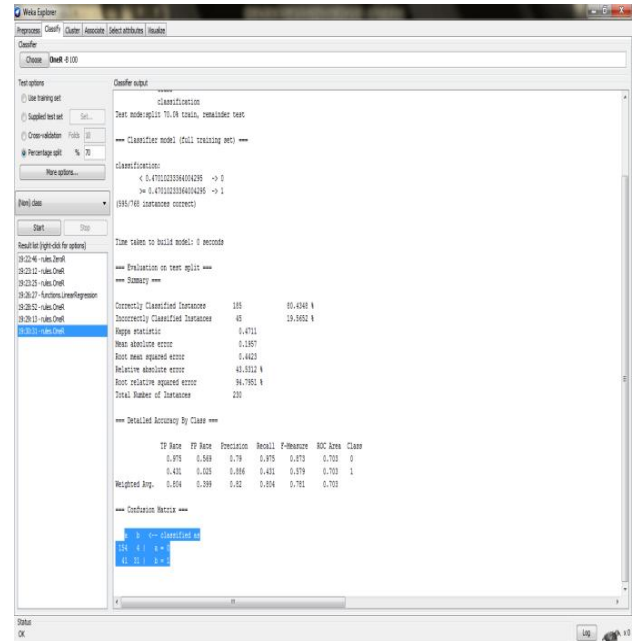 Weka Explorer
Preprocess Classify Cluster Associate Select attributes Visualize
Classifier
Choose OneR -B 100
Test options
Use training set
Supplied test set Set...
Cross-validation Folds 10
Percentage split % 70
More options...
(Nom) class
Start Stop
Result list (right-click for options)
19:22:46 - rules.ZeroR
19:23:12 - rules.OneR
19:23:25 - rules.OneR
19:26:27 - functions.LinearRegression
19:28:52 - rules.OneR
19:29:13 - rules.OneR
19:30:31 - rules.OneR
Classifier output
classification
Test mode:split 70.0% train, remainder test
=== Classifier model (full training set) ===
classification:
< 0.47010233364004295 -> 0
>= 0.47010233364004295 -> 1
(595/768 instances correct)
Time taken to build model: 0 seconds
=== Evaluation on test split ===
=== Summary ===
Correctly Classified Instances 185 80.4348 %
Incorrectly Classified Instances 45 19.5652 %
Kappa statistic 0.4711
Mean absolute error 0.1957
Root mean squared error 0.4423
Relative absolute error 43.5312 %
Root relative squared error 94.7951 %
Total Number of Instances 230
=== Detailed Accuracy By Class ===
TP Rate FP Rate Precision Recall F-Measure ROC Area Class
0.975 0.569 0.79 0.975 0.873 0.703 0
0.431 0.025 0.886 0.431 0.579 0.703 1
Weighted Avg. 0.804 0.399 0.82 0.804 0.781 0.703
=== Confusion Matrix ===
a b <-- classified as
154 4 | a = 0
41 31 | b = 1
Status
OK
Log
x 0